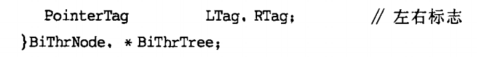 PointerTag LTag, RTag; // 左右标志
}BiThrNode, * BiThrTree;